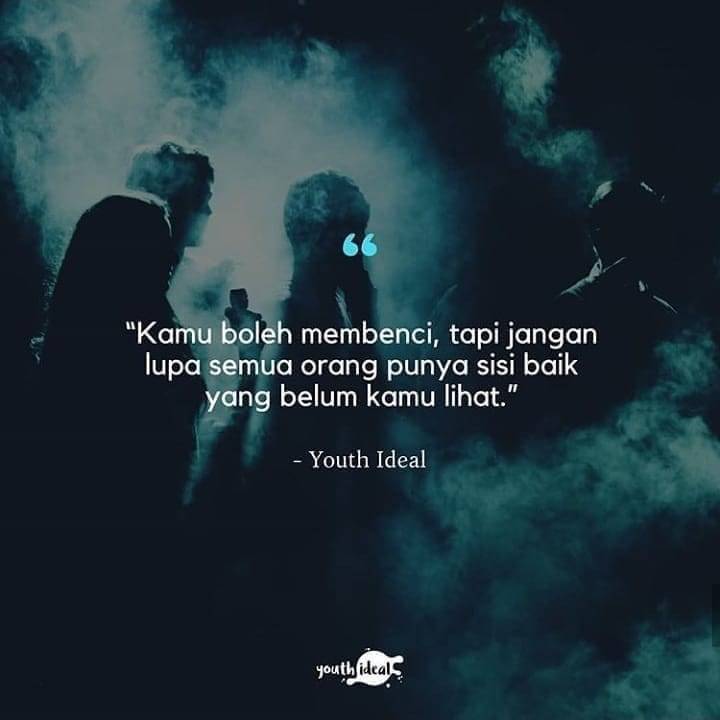 “
“Kamu boleh membenci, tapi jangan
lupa semua orang punya sisi baik
yang belum kamu lihat.”
- Youth Ideal
youth ideal